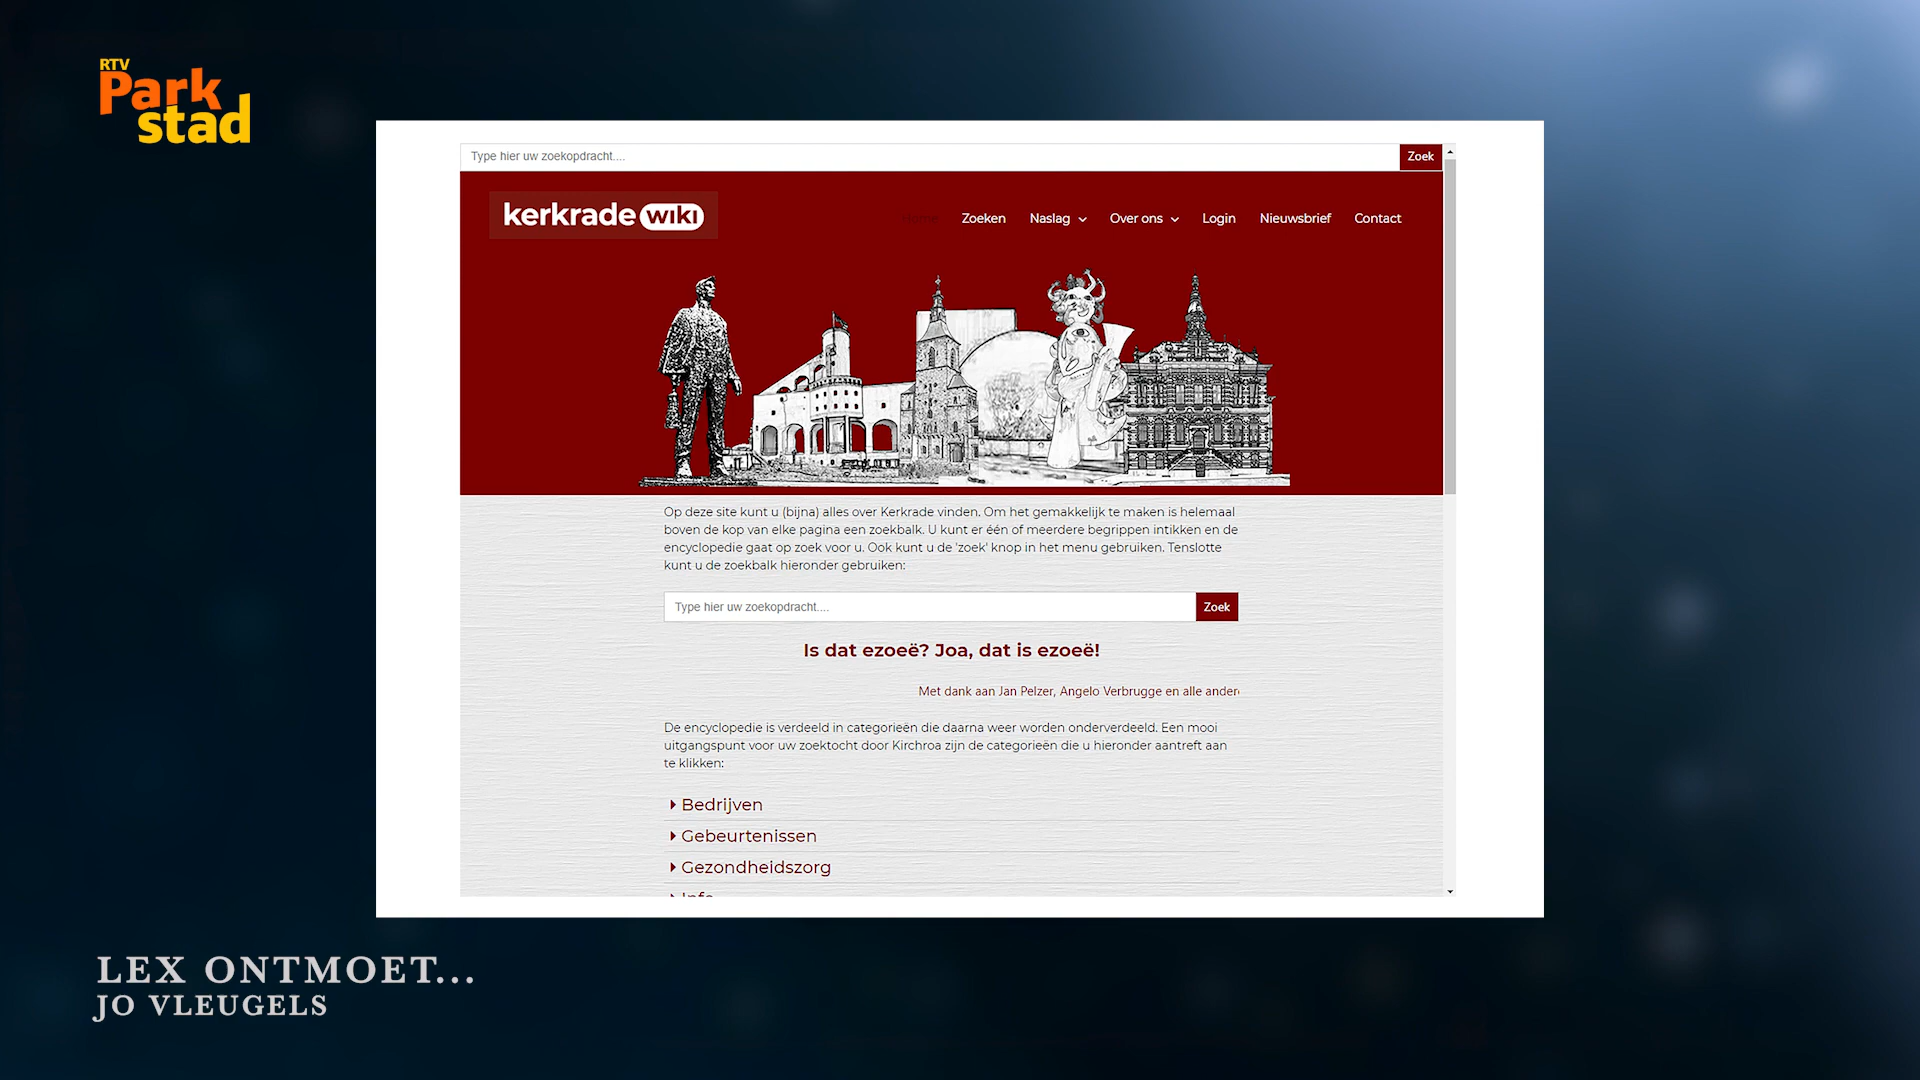 RTV
Park
stad
Type hier uw zoekopdracht....
Zoek
kerkrade wiki
Home Zoeken Naslag Over ons Login Nieuwsbrief Contact
Op deze site kunt u (bijna) alles over Kerkrade vinden. Om het gemakkelijk te maken is helemaal
boven de kop van elke pagina een zoekbalk. U kunt er één of meerdere begrippen intikken en de
encyclopedie gaat op zoek voor u. Ook kunt u de 'zoek' knop in het menu gebruiken. Tenslotte
kunt u de zoekbalk hieronder gebruiken:
Type hier uw zoekopdracht....
Zoek
Is dat ezoeë? Joa, dat is ezoeë!
Met dank aan Jan Pelzer, Angelo Verbrugge en alle ander
De encyclopedie is verdeeld in categorieën die daarna weer worden onderverdeeld. Een mooi
uitgangspunt voor uw zoektocht door Kirchroa zijn de categorieën die u hieronder aantreft aan
te klikken:
Bedrijven
Gebeurtenissen
Gezondheidszorg
Info
LEX ONTMOET...
JO VLEUGELS